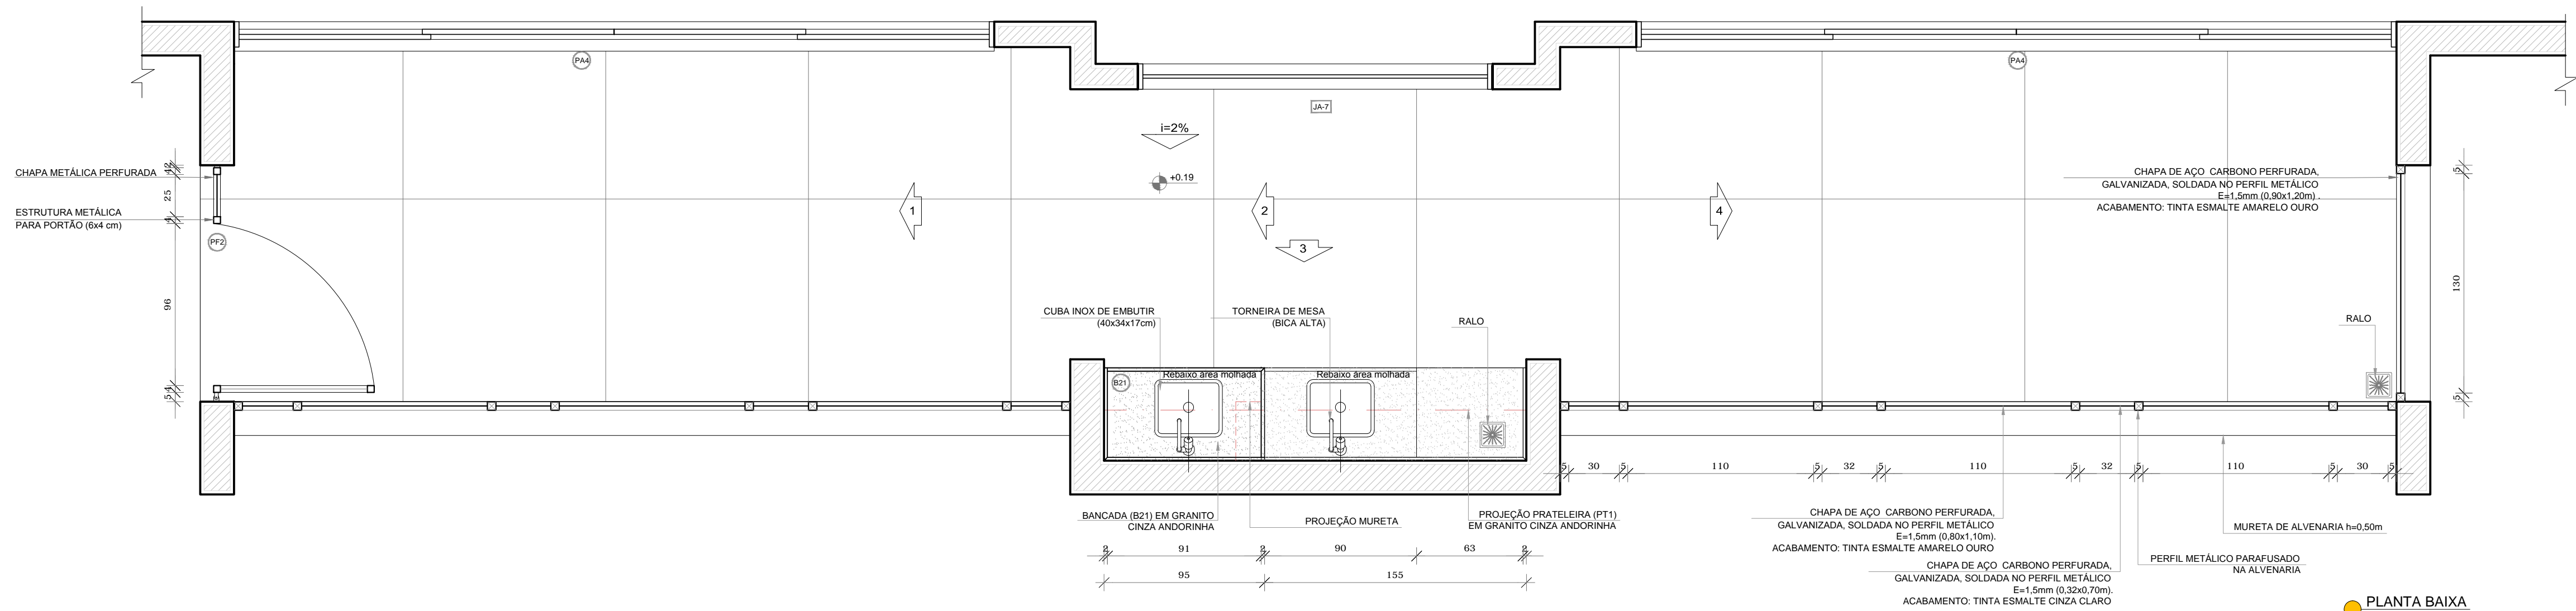 PA4
PA4
JA-7
i=2%
+0.19
CHAPA METÁLICA PERFURADA
ESTRUTURA METÁLICA
PARA PORTÃO (6x4 cm)
PF2
2
4
25
4
96
4
5
1
2
3
4
CHAPA DE AÇO CARBONO PERFURADA,
GALVANIZADA, SOLDADA NO PERFIL METÁLICO
E=1,5mm (0,90x1,20m) .
ACABAMENTO: TINTA ESMALTE AMARELO OURO
5
130
5
CUBA INOX DE EMBUTIR
(40x34x17cm)
TORNEIRA DE MESA
(BICA ALTA)
RALO
RALO
B21
Rebaixo área molhada
Rebaixo área molhada
5 30 5 110 5 32 5 110 5 32 5 110 5 30 5
BANCADA (B21) EM GRANITO
CINZA ANDORINHA
PROJEÇÃO MURETA
PROJEÇÃO PRATELEIRA (PT1)
EM GRANITO CINZA ANDORINHA
2 91 2 90 63 2
95 155
CHAPA DE AÇO CARBONO PERFURADA,
GALVANIZADA, SOLDADA NO PERFIL METÁLICO
E=1,5mm (0,80x1,10m).
ACABAMENTO: TINTA ESMALTE AMARELO OURO
CHAPA DE AÇO CARBONO PERFURADA,
GALVANIZADA, SOLDADA NO PERFIL METÁLICO
E=1,5mm (0,32x0,70m).
ACABAMENTO: TINTA ESMALTE CINZA CLARO
MURETA DE ALVENARIA h=0,50m
PERFIL METÁLICO PARAFUSADO
NA ALVENARIA
PLANTA BAIXA